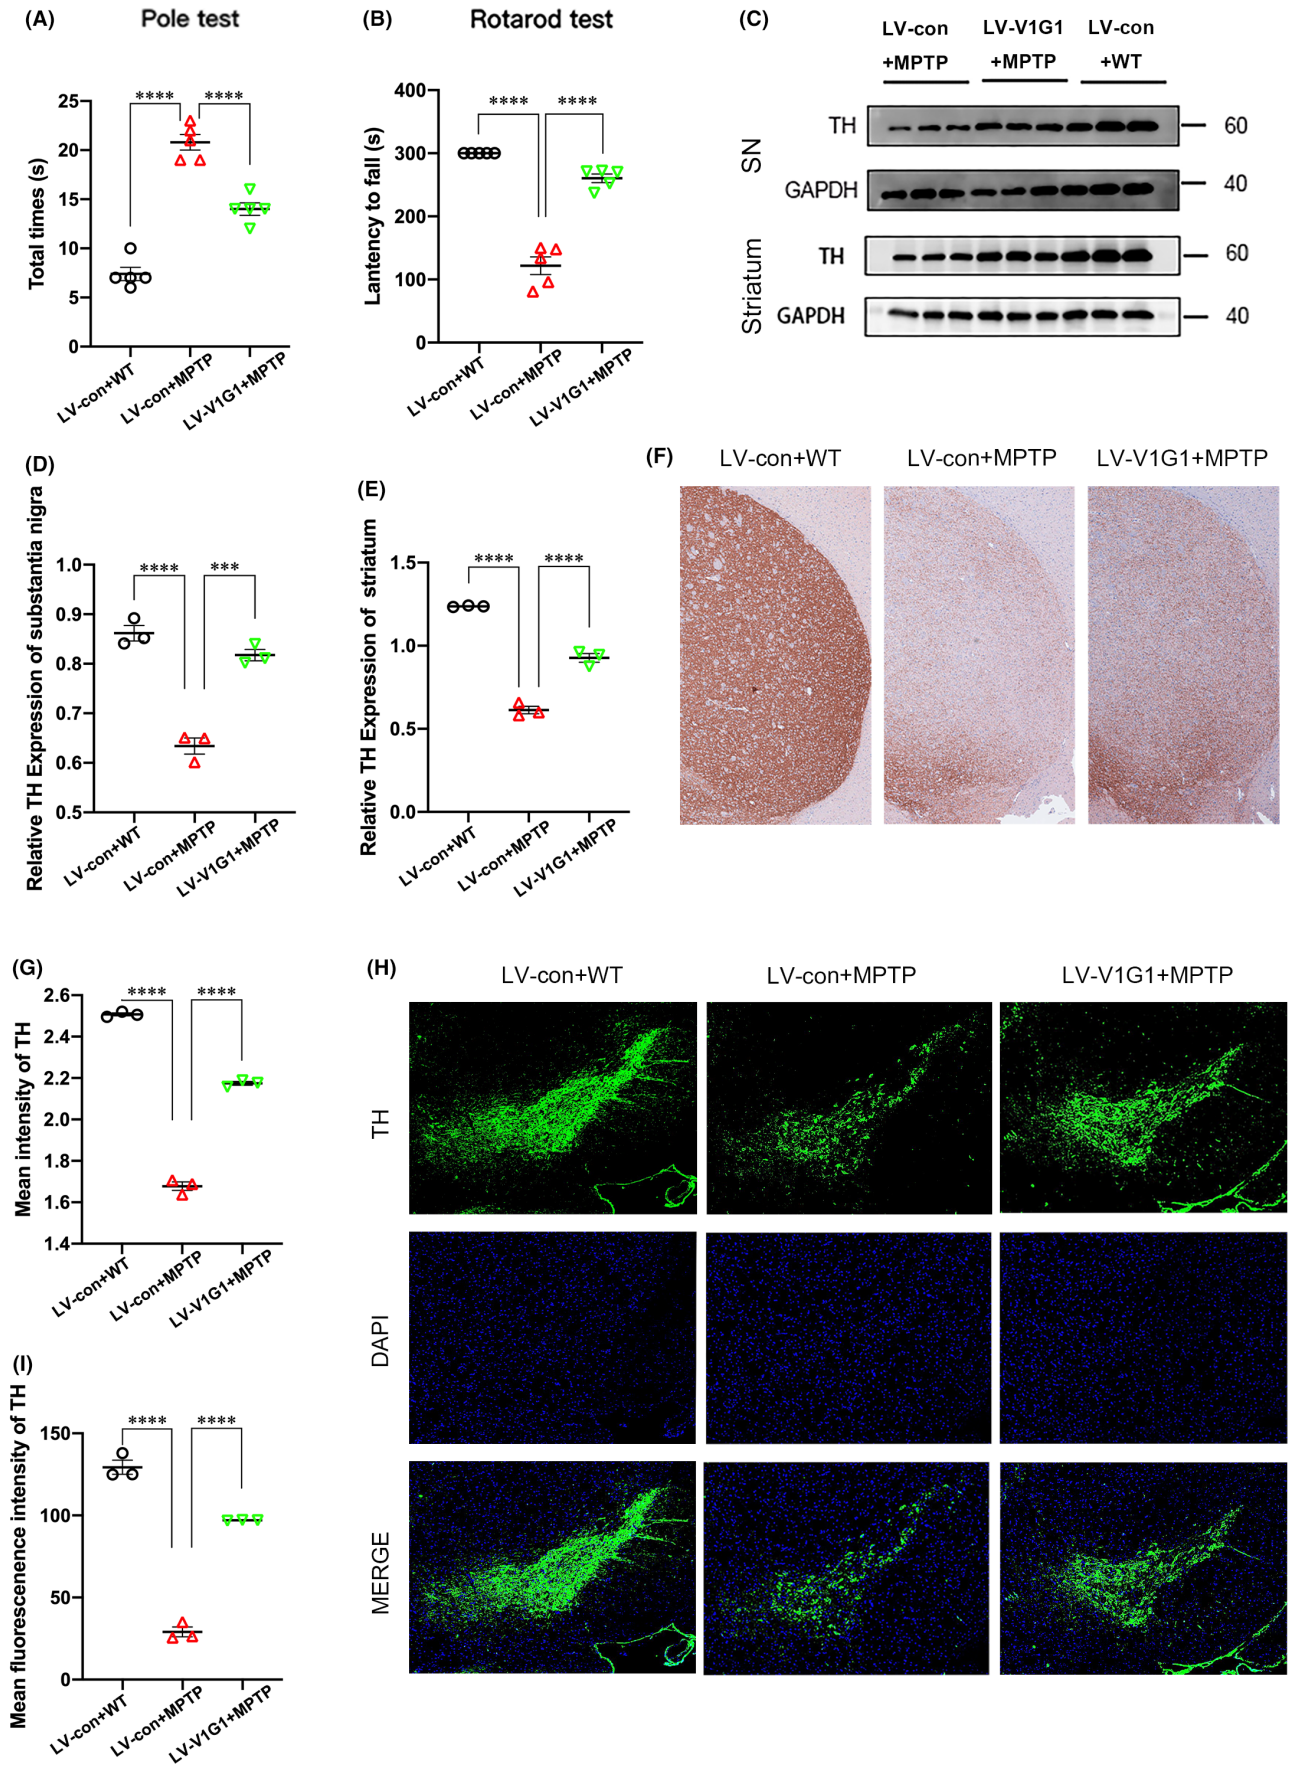 (A)
Pole test
Total times (s)
25
20
15
10
5
0
****
****
LV-con+WT
LV-con+MPTP
LV-V1G1+MPTP
(B)
Rotarod test
Lantency to fall (s)
400
300
200
100
0
****
****
LV-con+WT
LV-con+MPTP
LV-V1G1+MPTP
(C)
LV-con
+MPTP
LV-V1G1
+MPTP
LV-con
+WT
SN
TH
60
GAPDH
40
Striatum
TH
60
GAPDH
40
(D)
Relative TH Expression of substantia nigra
1.0
0.9
0.8
0.7
0.6
0.5
****
***
LV-con+WT
LV-con+MPTP
LV-V1G1+MPTP
(E)
Relative TH Expression of striatum
1.5
1.0
0.5
0.0
****
****
LV-con+WT
LV-con+MPTP
LV-V1G1+MPTP
(F)
LV-con+WT
LV-con+MPTP
LV-V1G1+MPTP
(G)
Mean intensity of TH
2.6
2.4
2.2
2.0
1.8
1.6
1.4
****
****
LV-con+WT
LV-con+MPTP
LV-V1G1+MPTP
(H)
LV-con+WT
LV-con+MPTP
LV-V1G1+MPTP
TH
DAPI
MERGE
(I)
Mean fluorescenence intensity of TH
150
100
50
0
****
****
LV-con+WT
LV-con+MPTP
LV-V1G1+MPTP